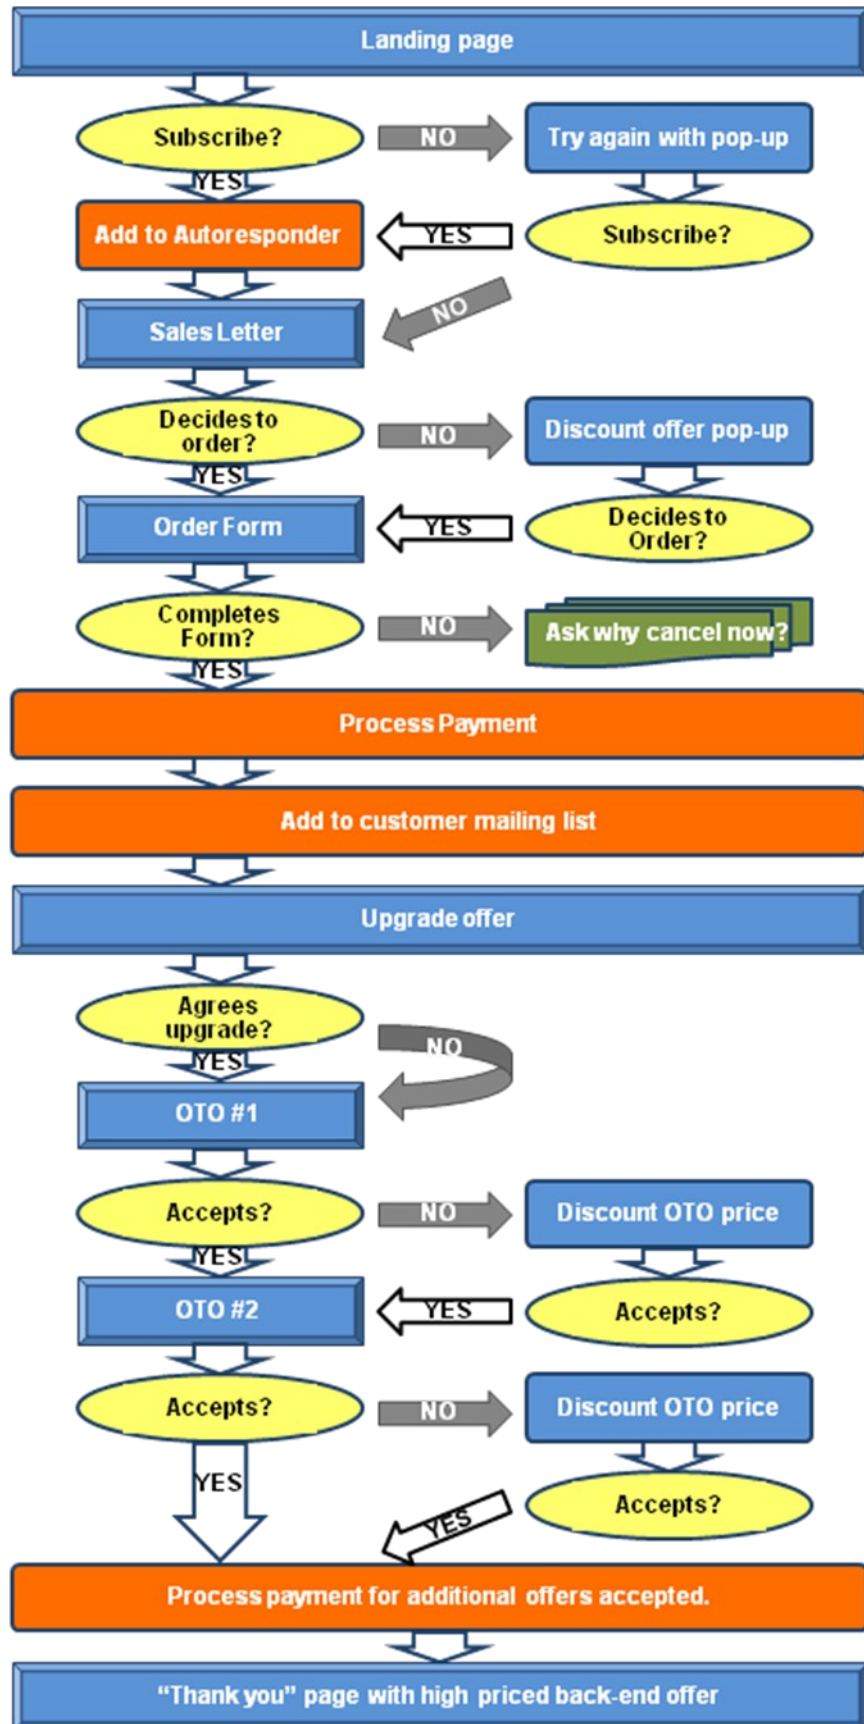 Landing page
Subscribe?
NO
Try again with pop-up
YES
Add to Autoresponder
YES
Subscribe?
NO
Sales Letter
Decides to
order?
NO
Discount offer pop-up
YES
Order Form
YES
Decides to
Order?
Completes
Form?
NO
Ask why cancel now?
YES
Process Payment
Add to customer mailing list
Upgrade offer
Agrees
upgrade?
NO
YES
OTO #1
Accepts?
NO
Discount OTO price
YES
OTO #2
YES
Accepts?
Accepts?
NO
Discount OTO price
YES
Accepts?
YES
Process payment for additional offers accepted.
“Thank you” page with high priced back-end offer